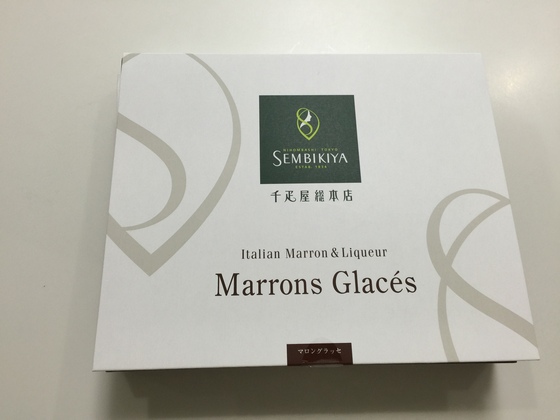 NIHOMBASHI TOKYO
SEMBIKIYA
ESTAB. 1834
千疋屋総本店
Italian Marron & Liqueur
Marrons Glacés
マロングラッセ